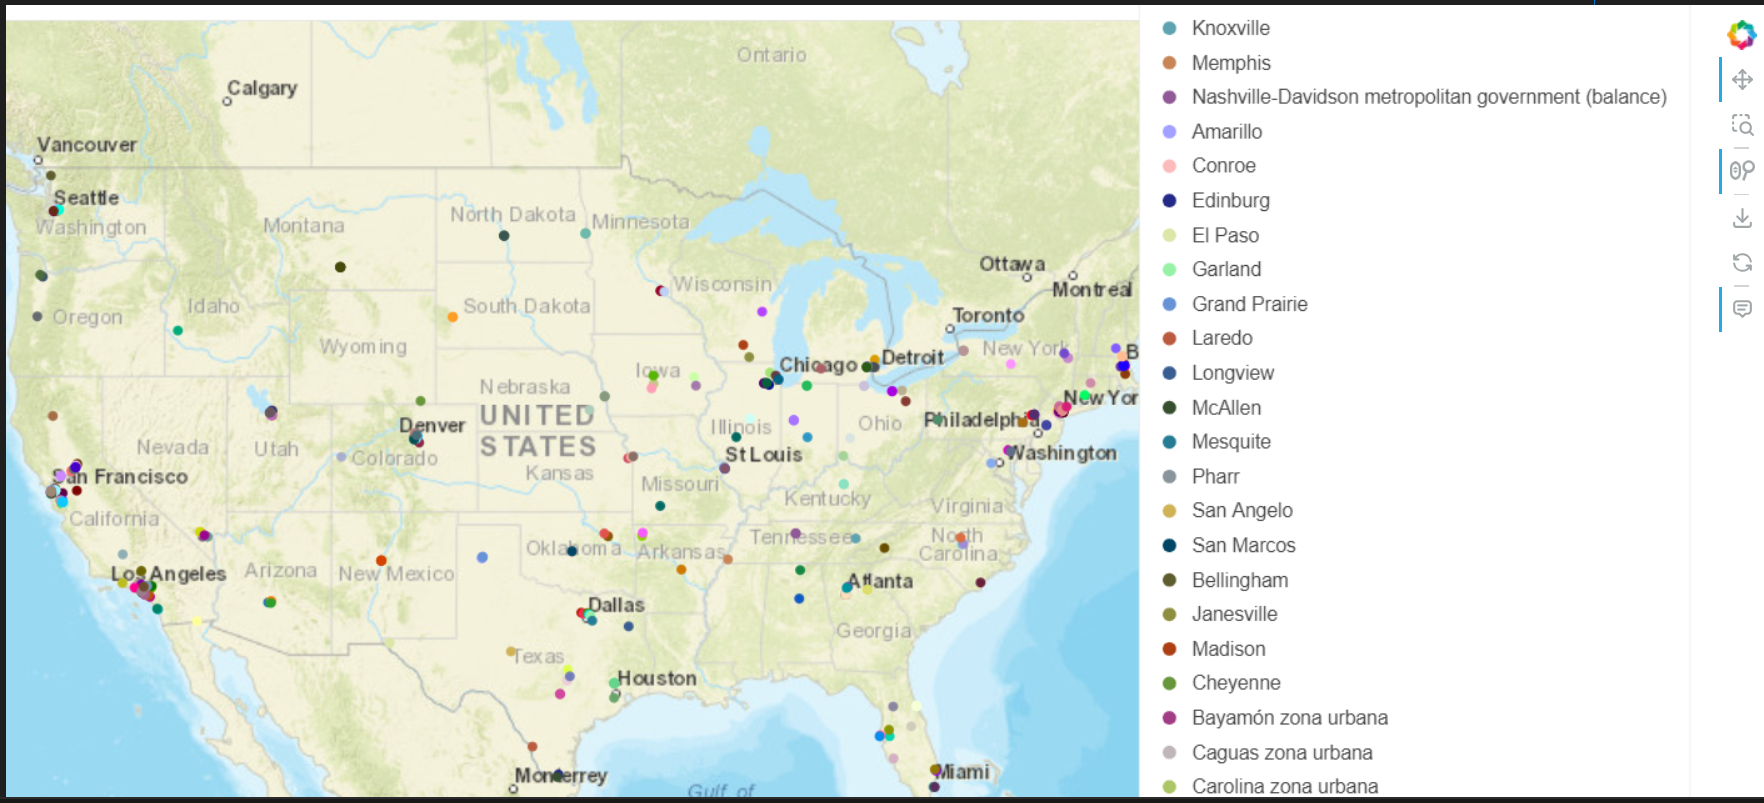 Ontario
Calgary
Vancouver
Seattle
Washington
Montana
North Dakota
Minnesota
Ottawa
Montreal
Wisconsin
Idaho
South Dakota
Oregon
Toronto
Wyoming
New York
B
Chicago
Detroit
Iowa
Nebraska
New Yor
UNITED
STATES
Denver
Illinois
Ohio
Philadelphia
Nevada
Utah
Colorado
St Louis
Washington
San Francisco
Kansas
Missouri
Kentucky
Virginia
California
Oklahoma
Arkansas
Tennessee
North
Carolina
Los Angeles
Arizona
New Mexico
Atlanta
Dallas
Georgia
Texas
Houston
Monterrey
Miami
Gulf of
Knoxville
Memphis
Nashville-Davidson metropolitan government (balance)
Amarillo
Conroe
Edinburg
El Paso
Garland
Grand Prairie
Laredo
Longview
McAllen
Mesquite
Pharr
San Angelo
San Marcos
Bellingham
Janesville
Madison
Cheyenne
Bayamón zona urbana
Caguas zona urbana
Carolina zona urbana